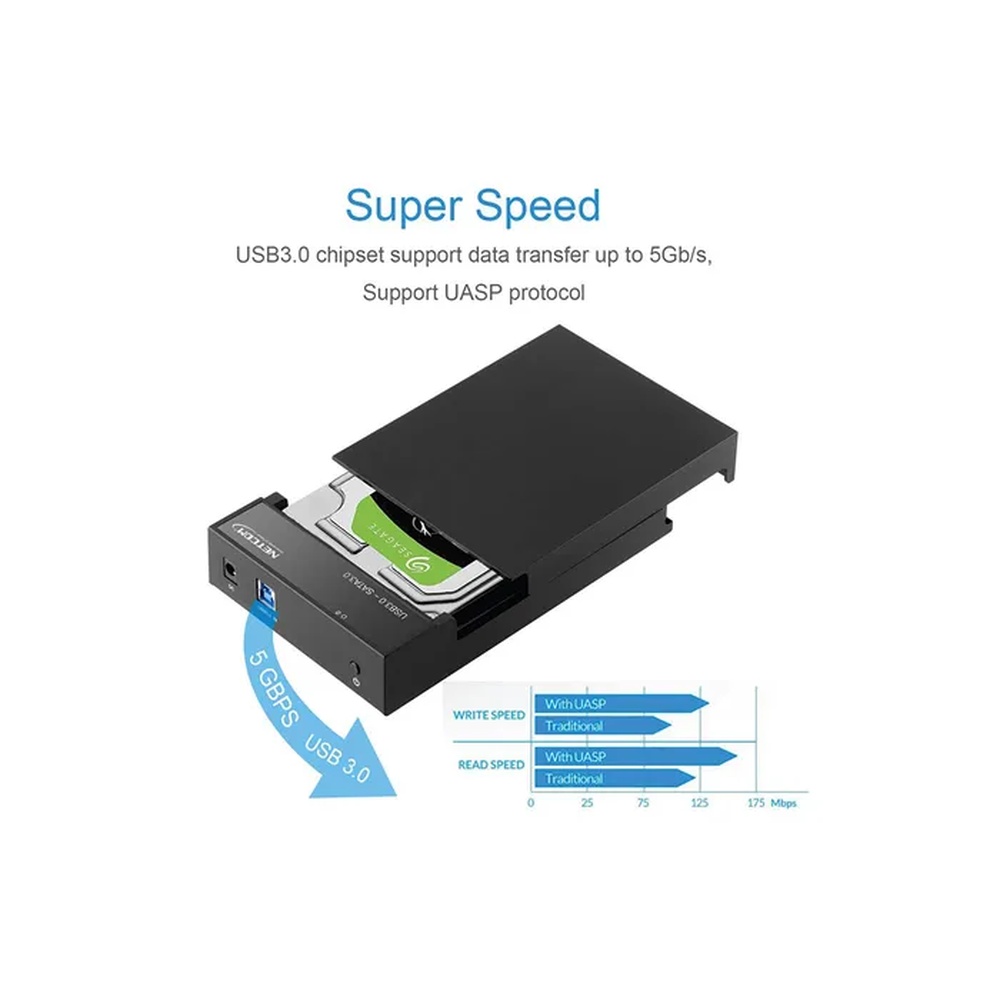 Super Speed
USB3.0 chipset support data transfer up to 5Gb/s,
Support UASP protocol
SEAGATE
NETCOM
USB3.0 - SATA3.0
5 GBPS USB 3.0
WRITE SPEED
With UASP
Traditional
READ SPEED
With UASP
Traditional
0 25 75 125 175 Mbps